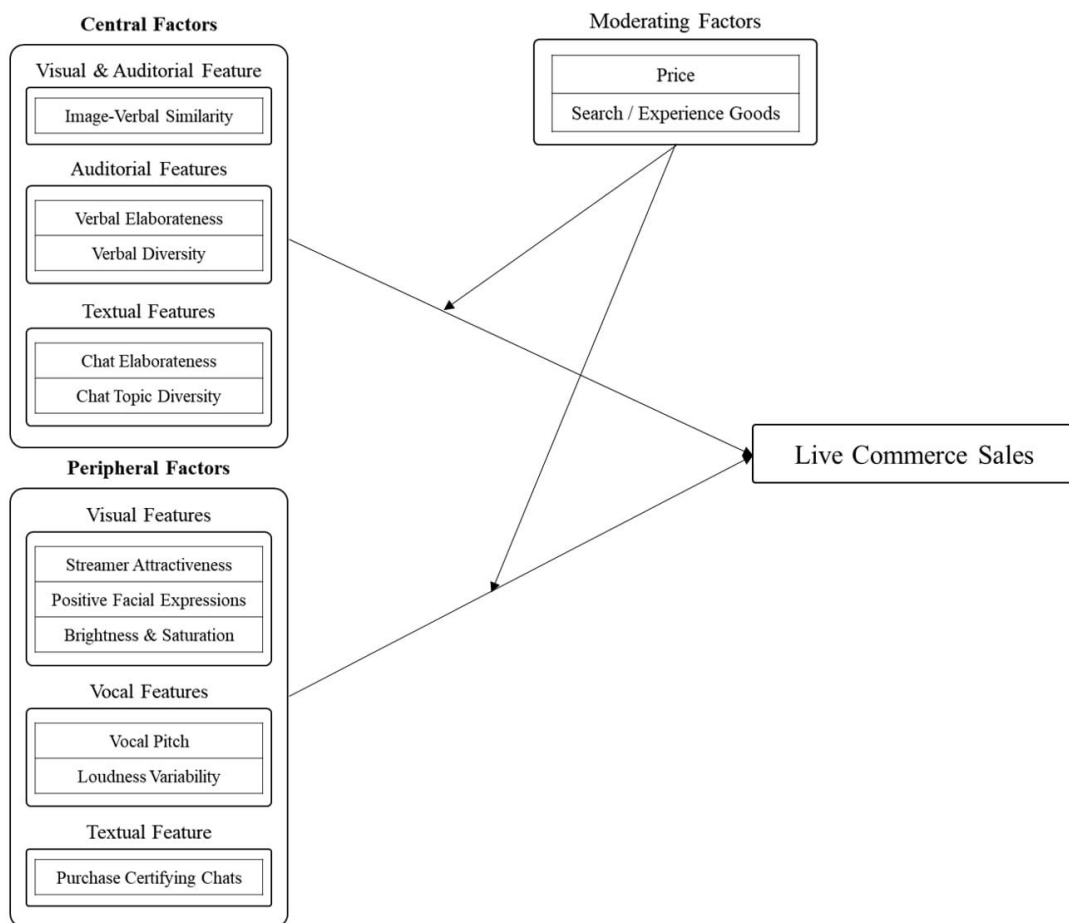 Central Factors
Visual & Auditorial Feature
Image-Verbal Similarity
Auditorial Features
Verbal Elaborateness
Verbal Diversity
Textual Features
Chat Elaborateness
Chat Topic Diversity
Peripheral Factors
Visual Features
Streamer Attractiveness
Positive Facial Expressions
Brightness & Saturation
Vocal Features
Vocal Pitch
Loudness Variability
Textual Feature
Purchase Certifying Chats
Moderating Factors
Price
Search / Experience Goods
Live Commerce Sales